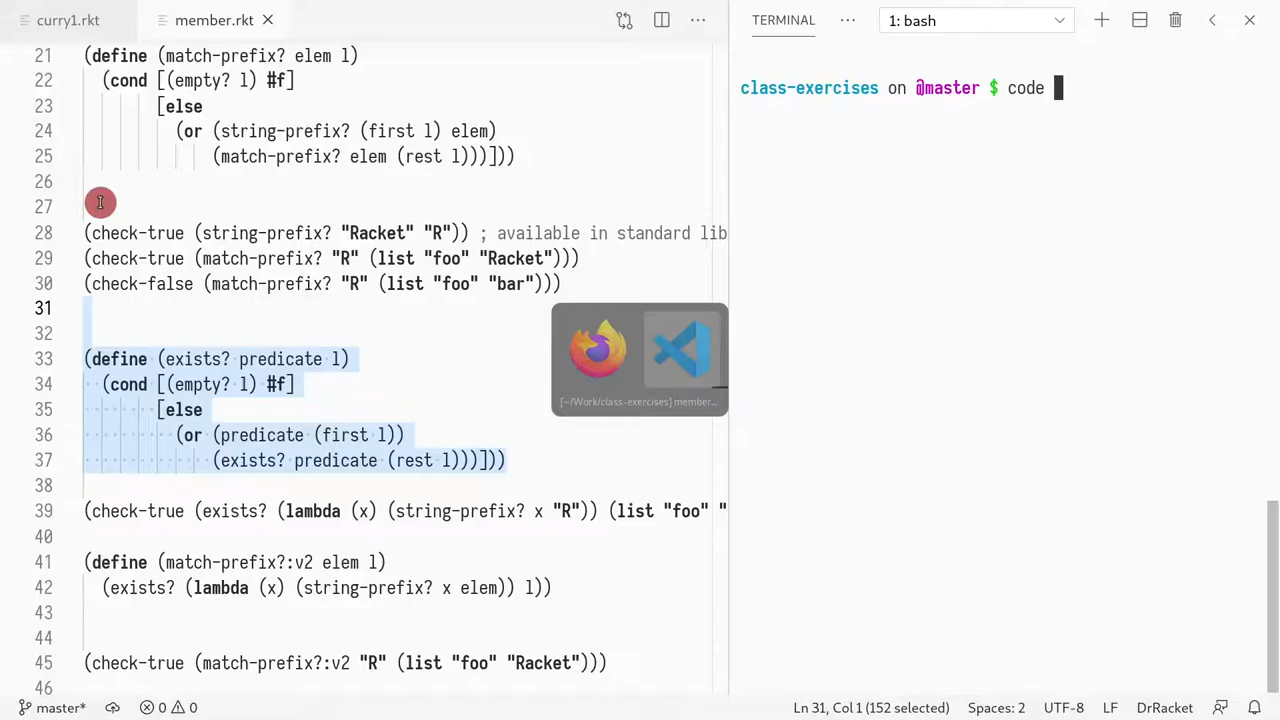 curry1.rkt
member.rkt
TERMINAL
1: bash
21 (define (match-prefix? elem l)
22 (cond [(empty? l) #f]
23 [else
24 (or (string-prefix? (first l) elem)
25 (match-prefix? elem (rest l)))]))
26
27
28 (check-true (string-prefix? "Racket" "R")) ; available in standard lib
29 (check-true (match-prefix? "R" (list "foo" "Racket")))
30 (check-false (match-prefix? "R" (list "foo" "bar")))
31
32
33 (define (exists? predicate l)
34 (cond [(empty? l) #f]
35 [else
36 (or (predicate (first l))
37 (exists? predicate (rest l)))]))
38
39 (check-true (exists? (lambda (x) (string-prefix? x "R")) (list "foo" "
40
41 (define (match-prefix?:v2 elem l)
42 (exists? (lambda (x) (string-prefix? x elem)) l))
43
44
45 (check-true (match-prefix?:v2 "R" (list "foo" "Racket")))
46
class-exercises on @master $ code
[~/Work/class-exercises] member...
master*
0
0
Ln 31, Col 1 (152 selected)
Spaces: 2
UTF-8
LF
DrRacket